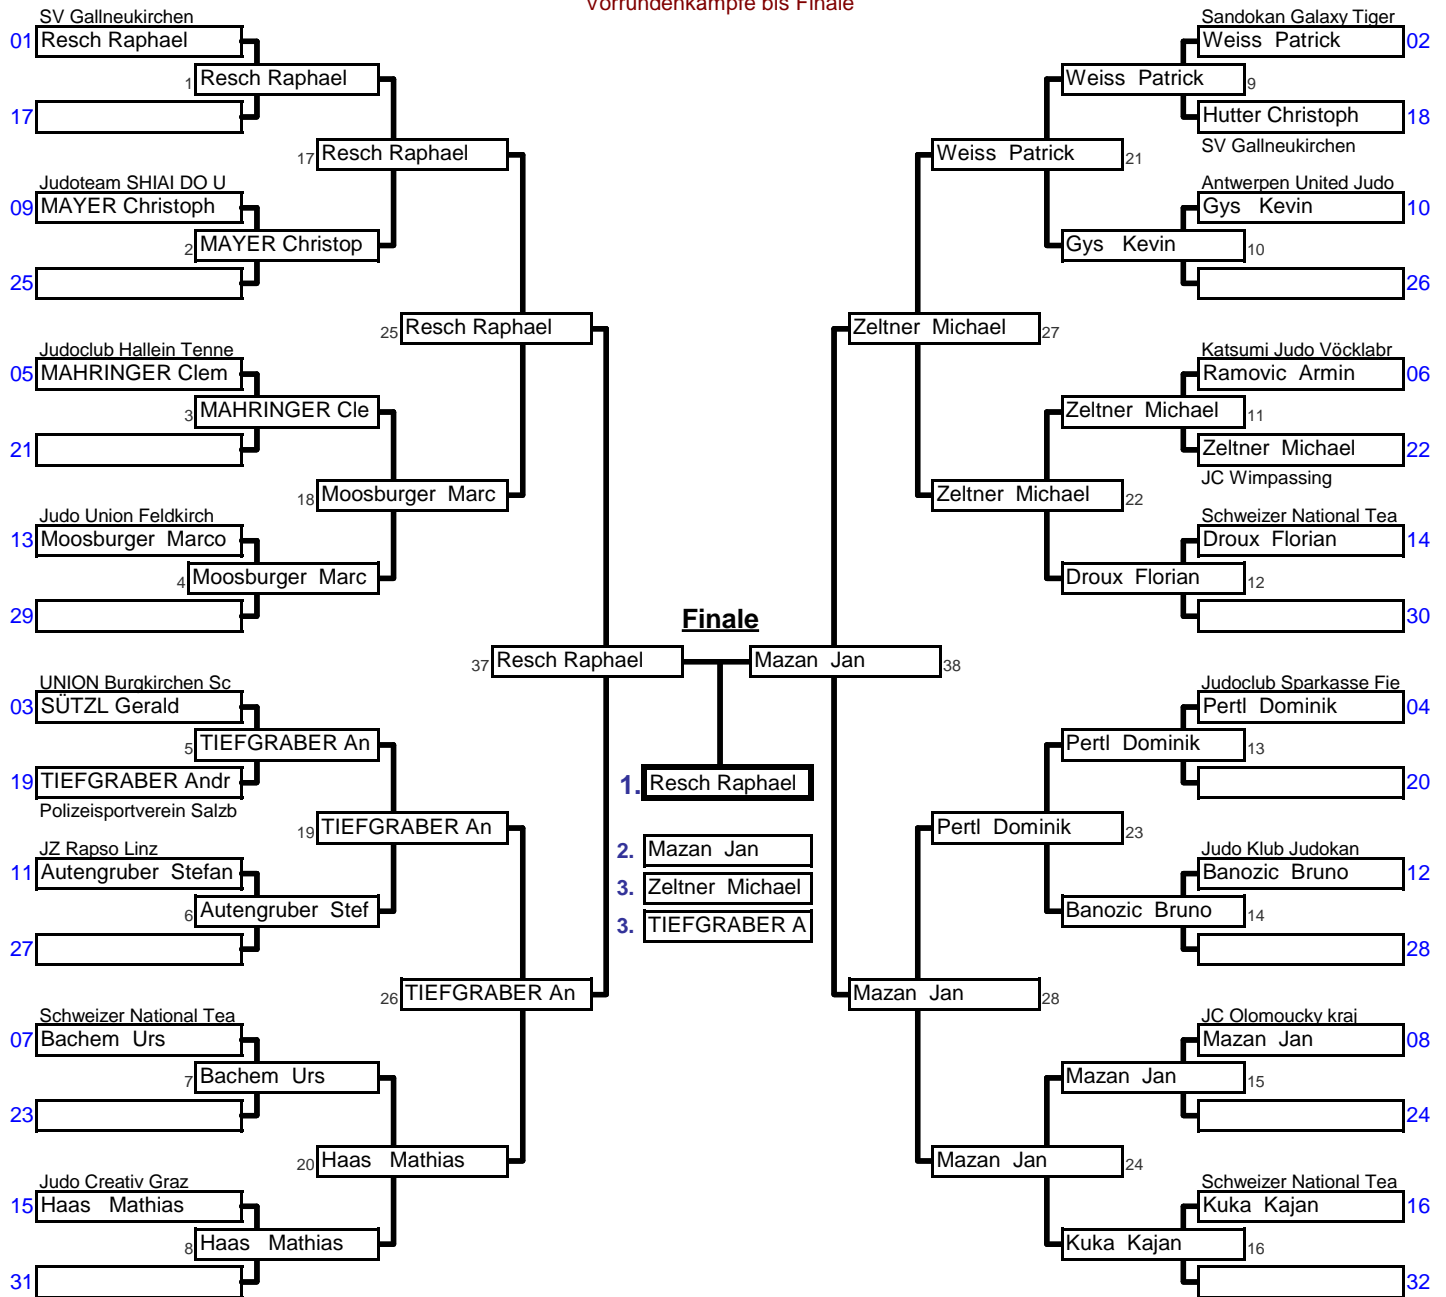 Vorrundenkämpfe bis Finale
SV Gallneukirchen
01 Resch Raphael
1 Resch Raphael
17
17 Resch Raphael
Judoteam SHIAI DO U
09 MAYER Christoph
2 MAYER Christop
25
25 Resch Raphael
Judoclub Hallein Tenne
05 MAHRINGER Clem
3 MAHRINGER Cle
21
18 Moosburger Marc
Judo Union Feldkirch
13 Moosburger Marco
4 Moosburger Marc
29
37 Resch Raphael
UNION Burgkirchen Sc
03 SÜTZL Gerald
5 TIEFGRABER An
19 TIEFGRABER Andr
Polizeisportverein Salzb
19 TIEFGRABER An
JZ Rapso Linz
11 Autengruber Stefan
6 Autengruber Stef
27
26 TIEFGRABER An
Schweizer National Tea
07 Bachem Urs
7 Bachem Urs
23
20 Haas Mathias
Judo Creativ Graz
15 Haas Mathias
8 Haas Mathias
31
Finale
1. Resch Raphael
2. Mazan Jan
3. Zeltner Michael
3. TIEFGRABER A
Sandokan Galaxy Tiger
Weiss Patrick 02
Weiss Patrick 9
Hutter Christoph 18
SV Gallneukirchen
Weiss Patrick 21
Antwerpen United Judo
Gys Kevin 10
Gys Kevin 10
26
Zeltner Michael 27
Katsumi Judo Vöcklabr
Ramovic Armin 06
Zeltner Michael 11
Zeltner Michael 22
JC Wimpassing
Zeltner Michael 22
Schweizer National Tea
Droux Florian 14
Droux Florian 12
30
Mazan Jan 38
Judoclub Sparkasse Fie
Pertl Dominik 04
Pertl Dominik 13
20
Pertl Dominik 23
Judo Klub Judokan
Banozic Bruno 12
Banozic Bruno 14
28
Mazan Jan 28
JC Olomoucky kraj
Mazan Jan 08
Mazan Jan 15
24
Mazan Jan 24
Schweizer National Tea
Kuka Kajan 16
Kuka Kajan 16
32